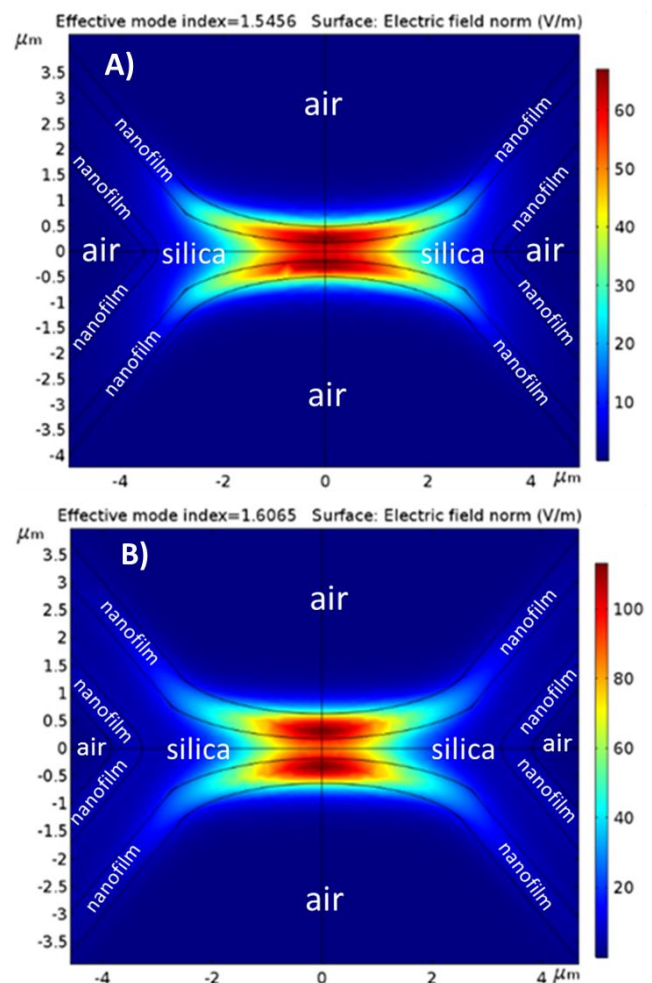 Effective mode index=1.5456 Surface: Electric field norm (V/m)
μm
A)
3.5
3
2.5
2
1.5
1
0.5
0
-0.5
-1
-1.5
-2
-2.5
-3
-3.5
-4
air
nanofilm
nanofilm
nanofilm
nanofilm
air
silica
silica
air
nanofilm
nanofilm
nanofilm
nanofilm
air
-4
-2
0
2
4
μm
60
50
40
30
20
10
Effective mode index=1.6065 Surface: Electric field norm (V/m)
μm
B)
3.5
3
2.5
2
1.5
1
0.5
0
-0.5
-1
-1.5
-2
-2.5
-3
-3.5
air
nanofilm
nanofilm
nanofilm
nanofilm
air
silica
silica
air
nanofilm
nanofilm
nanofilm
nanofilm
air
-4
-2
0
2
4
μm
100
80
60
40
20